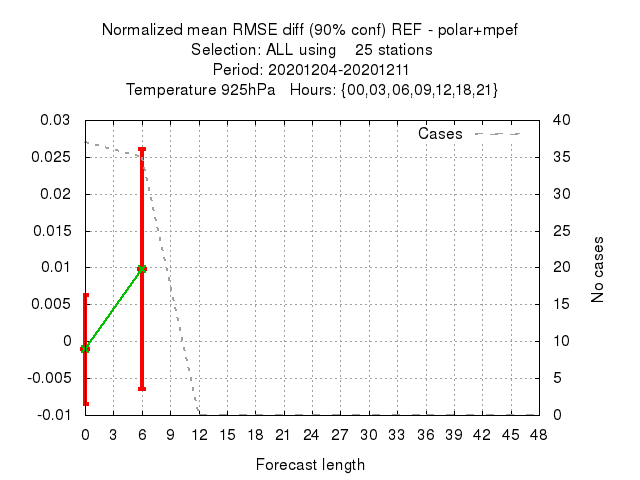 Normalized mean RMSE diff (90% conf) REF - polar+mpef
Selection: ALL using    25 stations
Period: 20201204-20201211
Temperature 925hPa   Hours: {00,03,06,09,12,18,21}
Cases
0.03
0.025
0.02
0.015
0.01
0.005
0
-0.005
-0.01
40
35
30
25
20
15
10
5
0
No cases
0 3 6 9 12 15 18 21 24 27 30 33 36 39 42 45 48
Forecast length